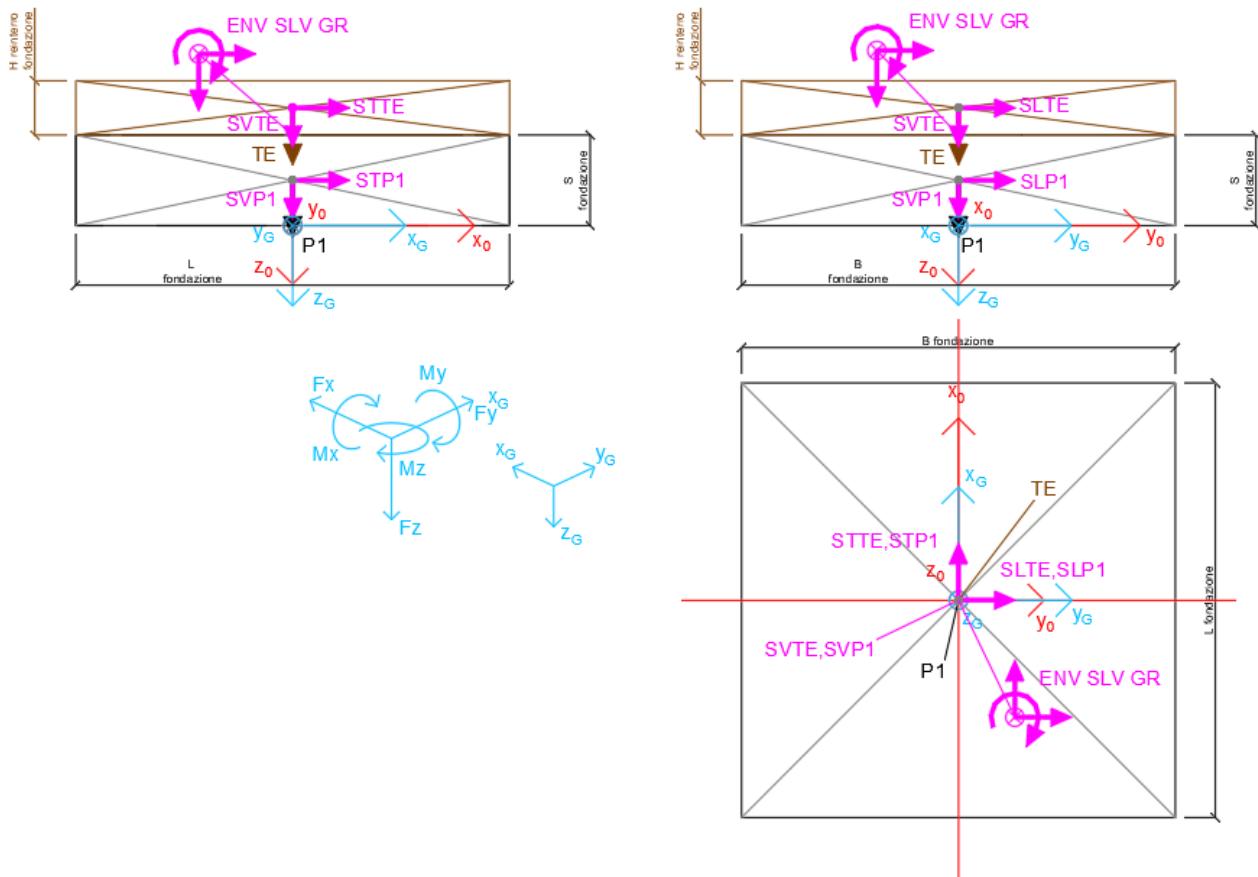 ENV SLV GR
H reinterro
fondazione
STTE
SVTE
TE
STP1
SVP1
S
fondazione
y0
yG
P1
xG
x0
L
fondazione
z0
zG
ENV SLV GR
H reinterro
fondazione
SLTE
SVTE
TE
SLP1
SVP1
S
fondazione
x0
xG
P1
yG
y0
B
fondazione
z0
zG
Fx
My
xG
Fy
Mx
Mz
Fz
xG
yG
zG
B fondazione
x0
xG
TE
STTE,STP1
z0
SLTE,SLP1
zG
y0
yG
SVTE,SVP1
P1
ENV SLV GR
L fondazione